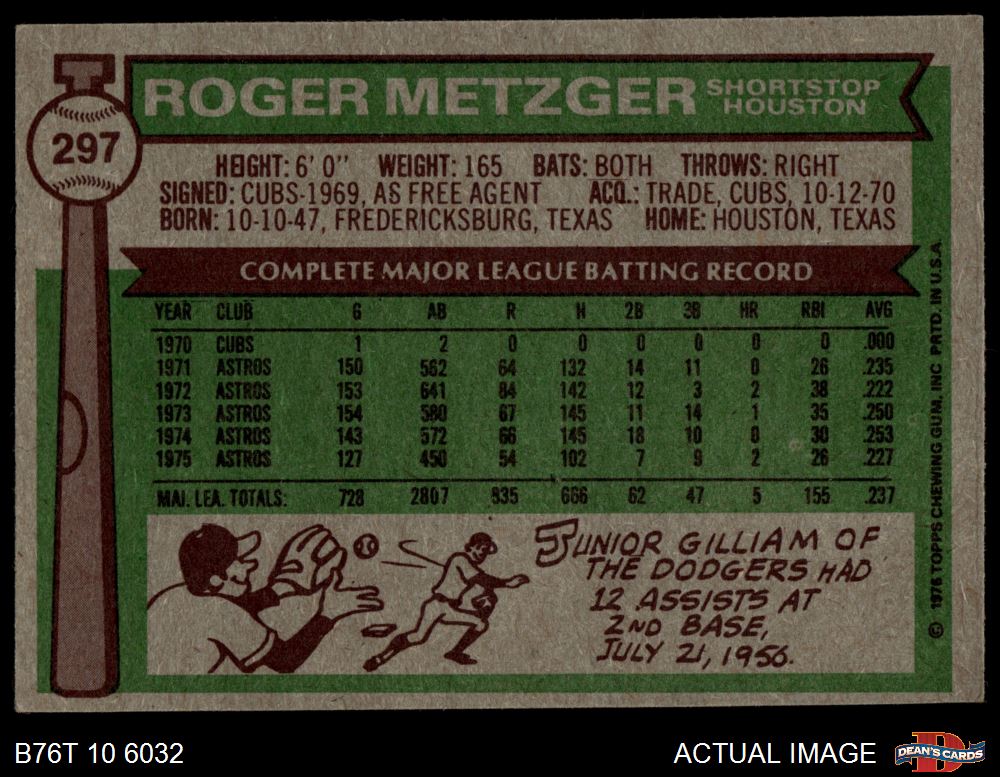 297
ROGER METZGER SHORTSTOP HOUSTON
HEIGHT: 6' 0" WEIGHT: 165 BATS: BOTH THROWS: RIGHT
SIGNED: CUBS-1969, AS FREE AGENT ACQ.: TRADE, CUBS, 10-12-70
BORN: 10-10-47, FREDERICKSBURG, TEXAS HOME: HOUSTON, TEXAS
COMPLETE MAJOR LEAGUE BATTING RECORD
YEAR CLUB G AB R H 2B 3B HR RBI AVG
1970 CUBS 1 2 0 0 0 0 0 0 .000
1971 ASTROS 150 562 64 132 14 11 0 26 .235
1972 ASTROS 153 641 84 142 12 3 2 38 .222
1973 ASTROS 154 580 67 145 11 14 1 35 .250
1974 ASTROS 143 572 66 145 18 10 0 30 .253
1975 ASTROS 127 450 54 102 7 9 2 26 .227
MAJ. LEA. TOTALS: 728 2807 335 666 62 47 5 155 .237
JUNIOR GILLIAM OF
THE DODGERS HAD
12 ASSISTS AT
2ND BASE,
JULY 21, 1956.
© 1976 TOPPS CHEWING GUM, INC PRTD. IN U.S.A
B76T 10 6032 ACTUAL IMAGE DEAN'S CARDS